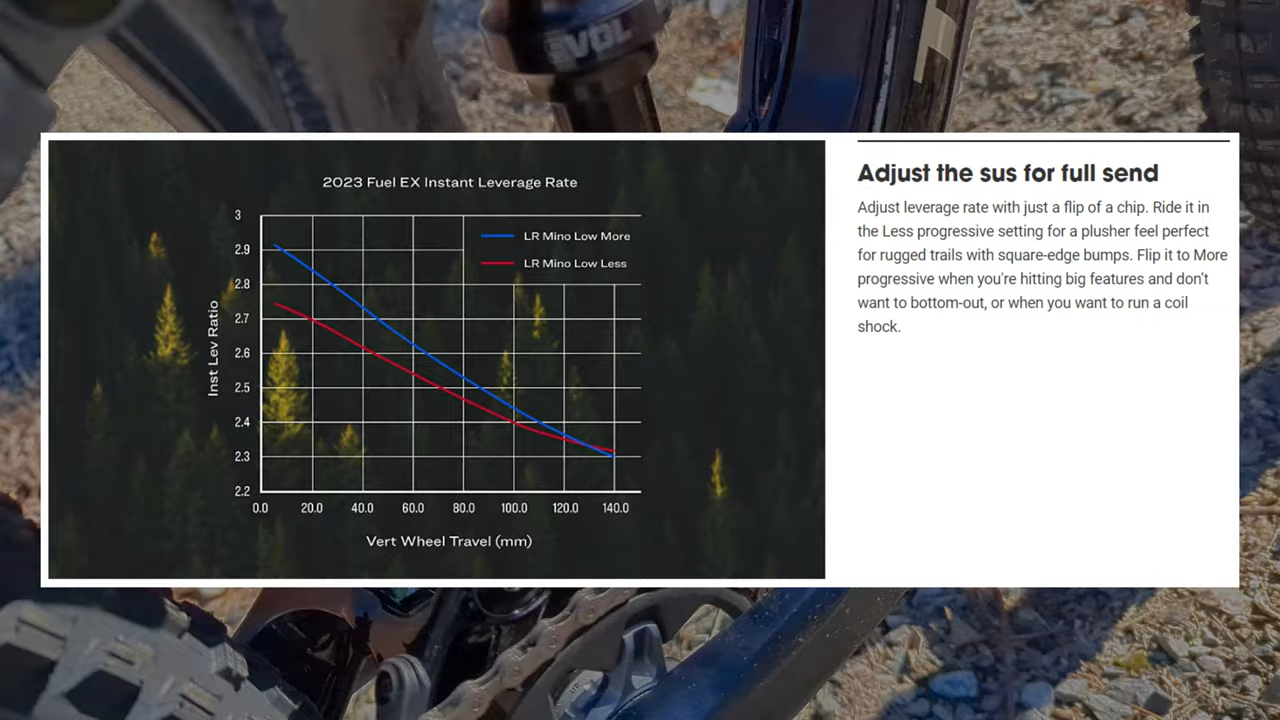 EVOL
2023 Fuel EX Instant Leverage Rate
3
2.9
2.8
2.7
2.6
2.5
2.4
2.3
2.2
Inst Lev Ratio
LR Mino Low More
LR Mino Low Less
0.0 20.0 40.0 60.0 80.0 100.0 120.0 140.0
Vert Wheel Travel (mm)
Adjust the sus for full send
Adjust leverage rate with just a flip of a chip. Ride it in
the Less progressive setting for a plusher feel perfect
for rugged trails with square-edge bumps. Flip it to More
progressive when you're hitting big features and don't
want to bottom-out, or when you want to run a coil
shock.